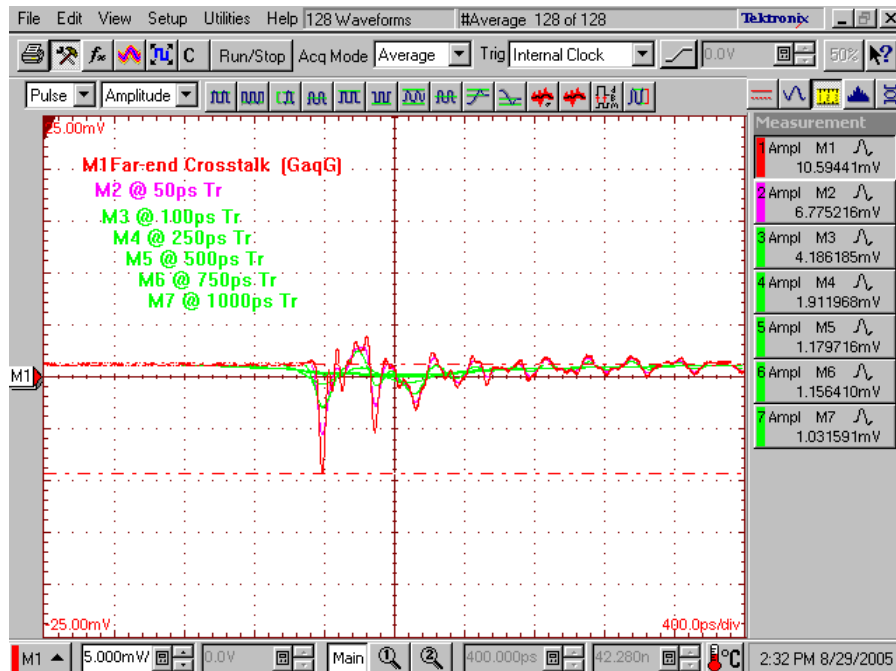 File Edit View Setup Utilities Help 128 Waveforms #Average 128 of 128 Tektronix
fx C Run/Stop Acq Mode Average Trig Internal Clock 0.0V 50% ?
Pulse Amplitude
25.00mV
M1 Far-end Crosstalk (GaqG)
M2 @ 50ps Tr
M3 @ 100ps Tr
M4 @ 250ps Tr
M5 @ 500ps Tr
M6 @ 750ps Tr
M7 @ 1000ps Tr
M1
-25.00mV
400.0ps/div
Measurement
1 Ampl M1
10.59441mV
2 Ampl M2
6.775216mV
3 Ampl M3
4.186185mV
4 Ampl M4
1.911968mV
5 Ampl M5
1.179716mV
6 Ampl M6
1.156410mV
7 Ampl M7
1.031591mV
M1 5.000mV/ 0.0V Main 1 2 400.000ps 42.280n °C 2:32 PM